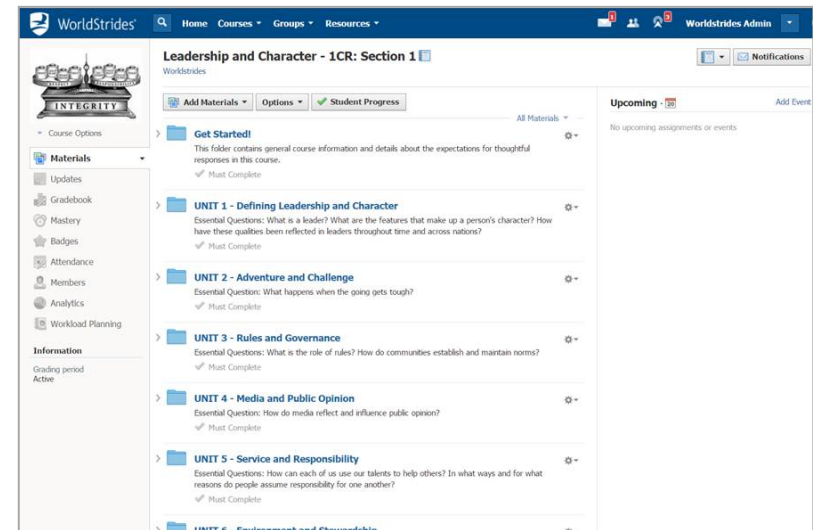 WorldStrides
Home Courses Groups Resources
1
3
Worldstrides Admin
INTEGRITY
Course Options
Materials
Updates
Gradebook
Mastery
Badges
Attendance
Members
Analytics
Workload Planning
Information
Grading period
Active
Leadership and Character - 1CR: Section 1
Worldstrides
Notifications
Add Materials Options Student Progress
All Materials
Get Started!
This folder contains general course information and details about the expectations for thoughtful
responses in this course.
Must Complete
UNIT 1 - Defining Leadership and Character
Essential Questions: What is a leader? What are the features that make up a person's character? How
have these qualities been reflected in leaders throughout time and across nations?
Must Complete
UNIT 2 - Adventure and Challenge
Essential Question: What happens when the going gets tough?
Must Complete
UNIT 3 - Rules and Governance
Essential Questions: What is the role of rules? How do communities establish and maintain norms?
Must Complete
UNIT 4 - Media and Public Opinion
Essential Question: How do media reflect and influence public opinion?
Must Complete
UNIT 5 - Service and Responsibility
Essential Questions: How can each of us use our talents to help others? In what ways and for what
reasons do people assume responsibility for one another?
Must Complete
UNIT 6 - Environment and Stewardship
Upcoming · 20
Add Event
No upcoming assignments or events